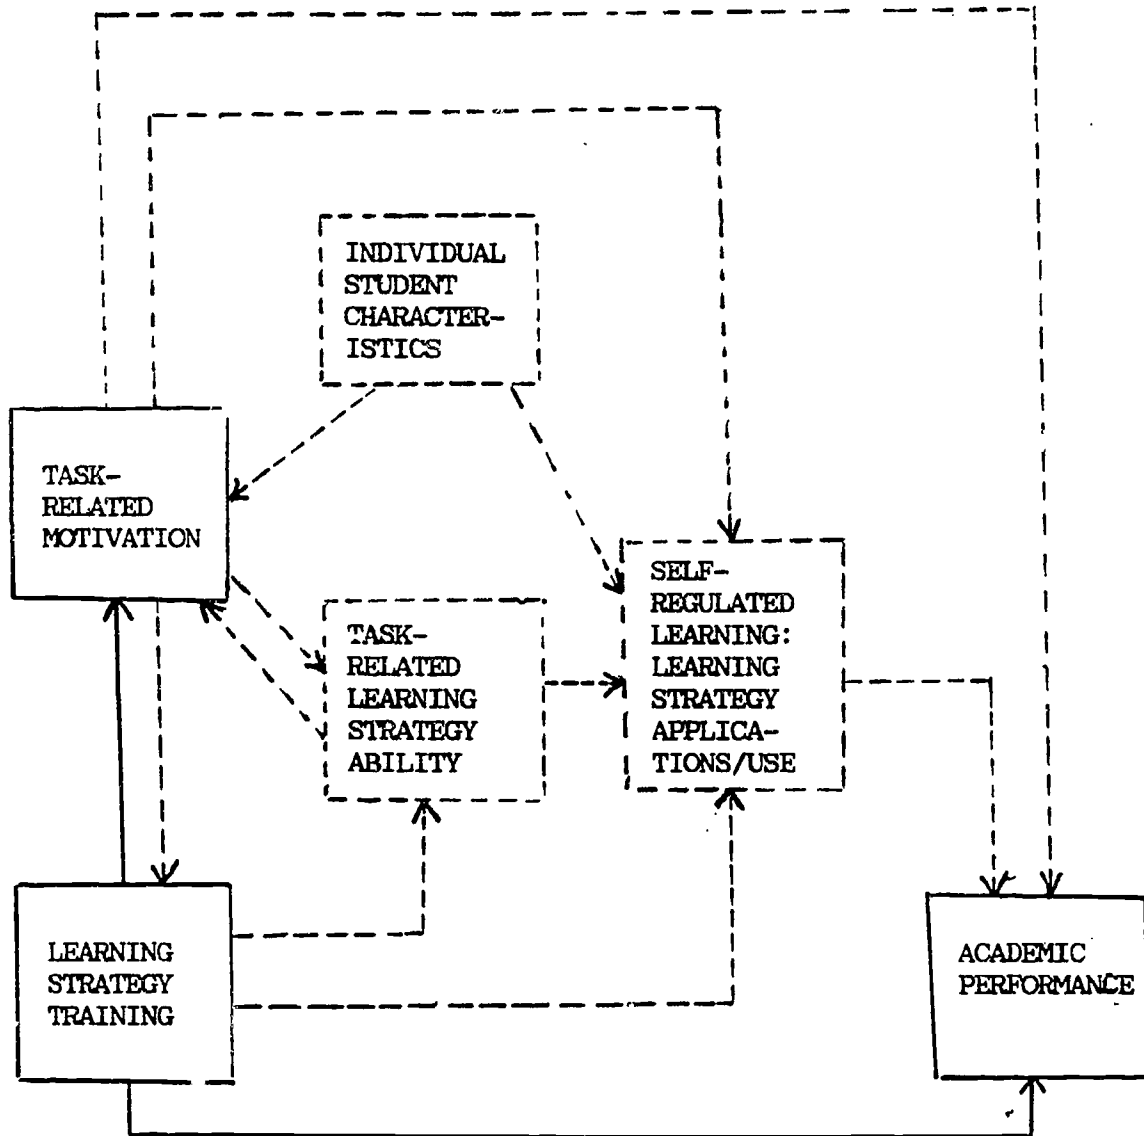 INDIVIDUAL
STUDENT
CHARACTER-
ISTICS
TASK-
RELATED
MOTIVATION
SELF-
REGULATED
LEARNING:
LEARNING
STRATEGY
APPLICA-
TIONS/USE
TASK-
RELATED
LEARNING
STRATEGY
ABILITY
LEARNING
STRATEGY
TRAINING
ACADEMIC
PERFORMANCE